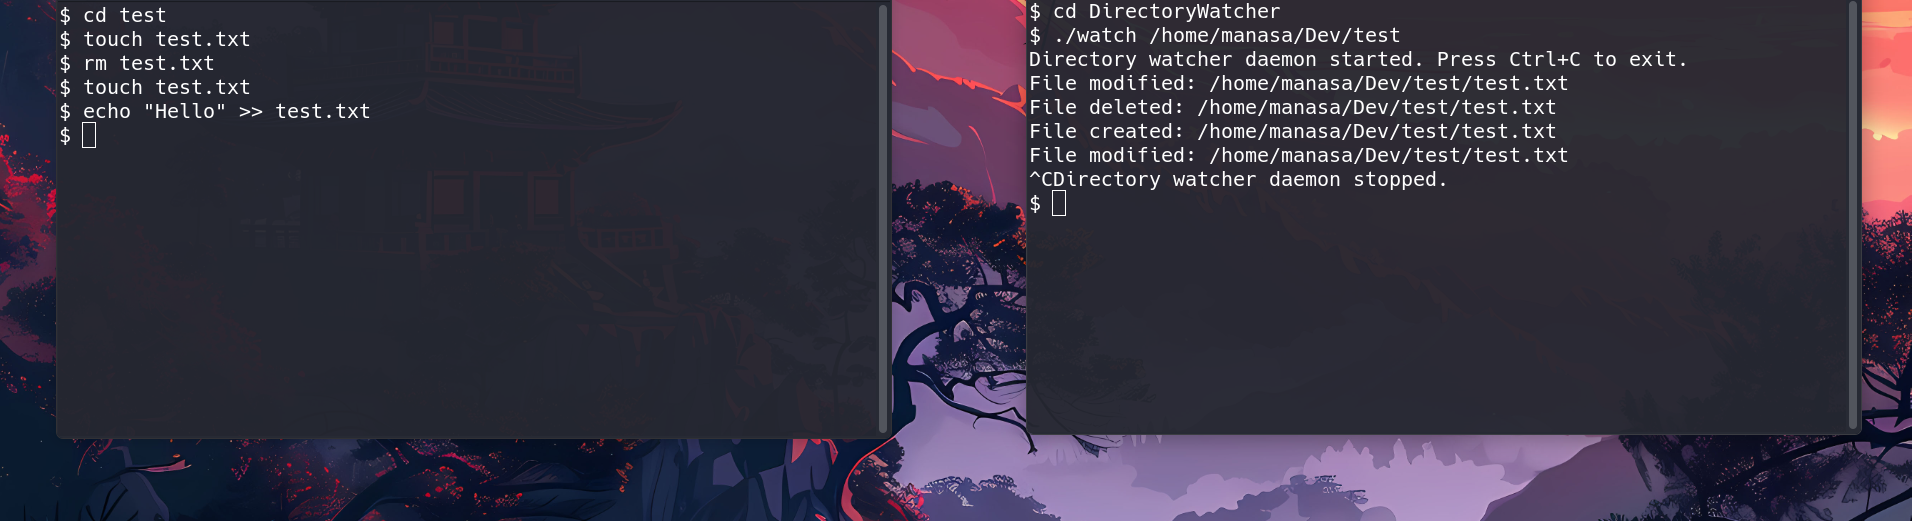 $ cd test
$ touch test.txt
$ rm test.txt
$ touch test.txt
$ echo "Hello" >> test.txt
$
$ cd DirectoryWatcher
$ ./watch /home/manasa/Dev/test
Directory watcher daemon started. Press Ctrl+C to exit.
File modified: /home/manasa/Dev/test/test.txt
File deleted: /home/manasa/Dev/test/test.txt
File created: /home/manasa/Dev/test/test.txt
File modified: /home/manasa/Dev/test/test.txt
^CDirectory watcher daemon stopped.
$